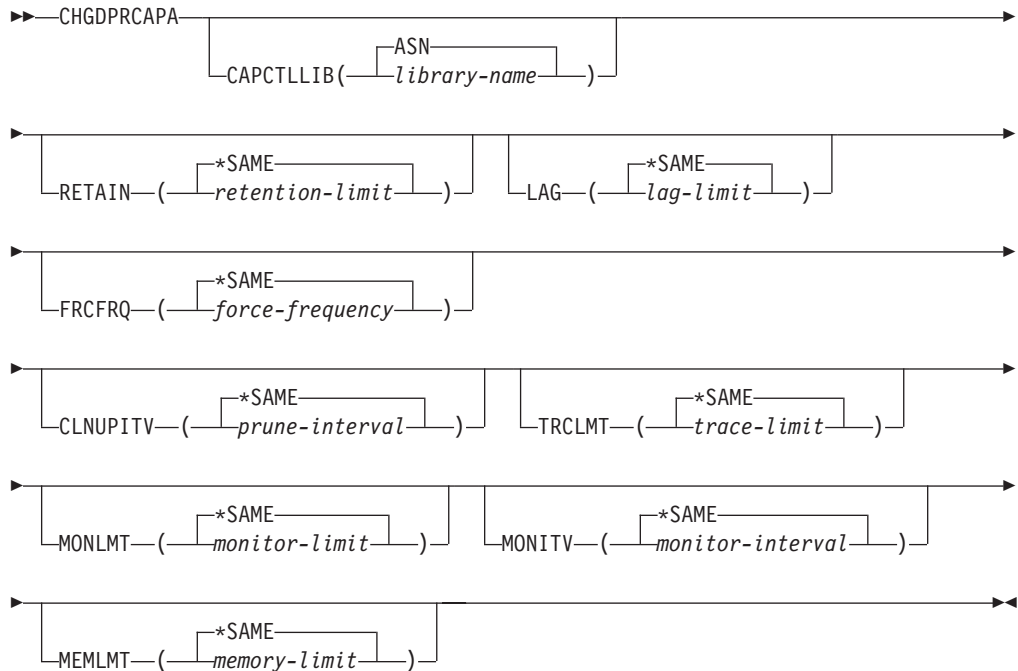 CHGDPRCAPA
ASN
CAPCTLLIB( library-name )
*SAME *SAME
RETAIN ( retention-limit ) LAG ( lag-limit )
*SAME
FRCFRQ ( force-frequency )
*SAME *SAME
CLNUPITV ( prune-interval ) TRCLMT ( trace-limit )
*SAME *SAME
MONLMT ( monitor-limit ) MONITV ( monitor-interval )
*SAME
MEMLMT ( memory-limit )